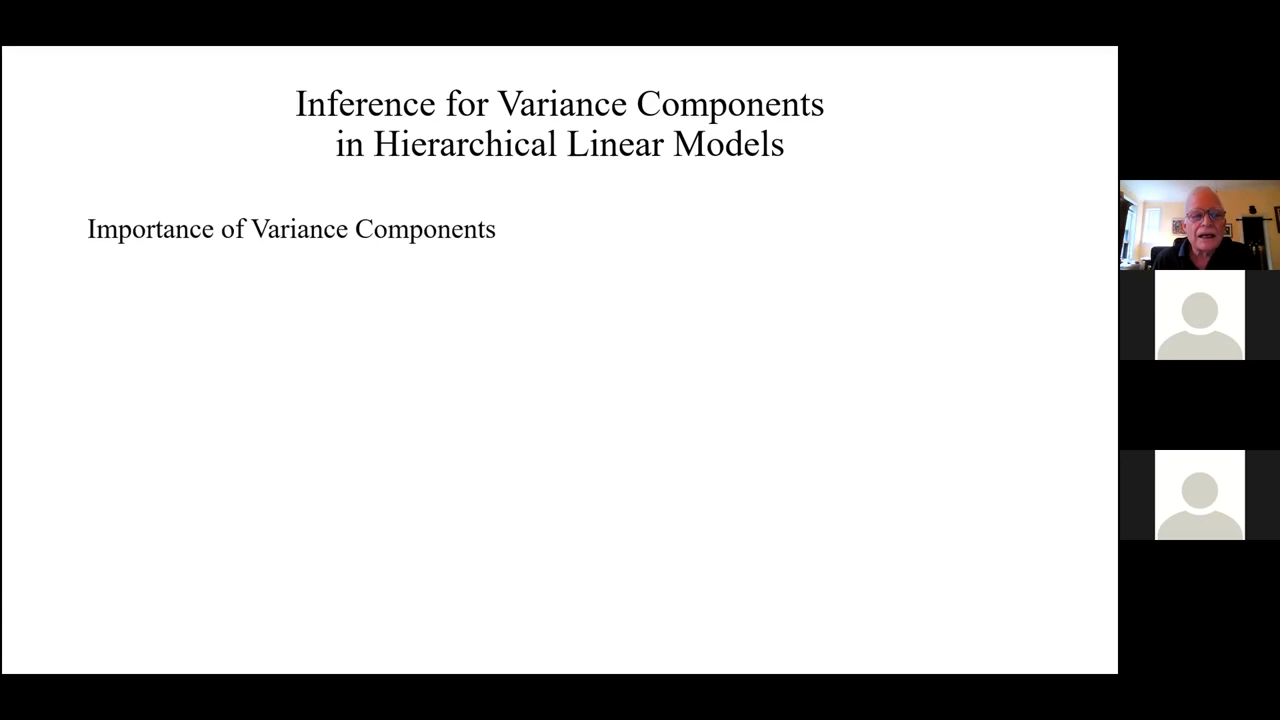 Inference for Variance Components
in Hierarchical Linear Models
Importance of Variance Components